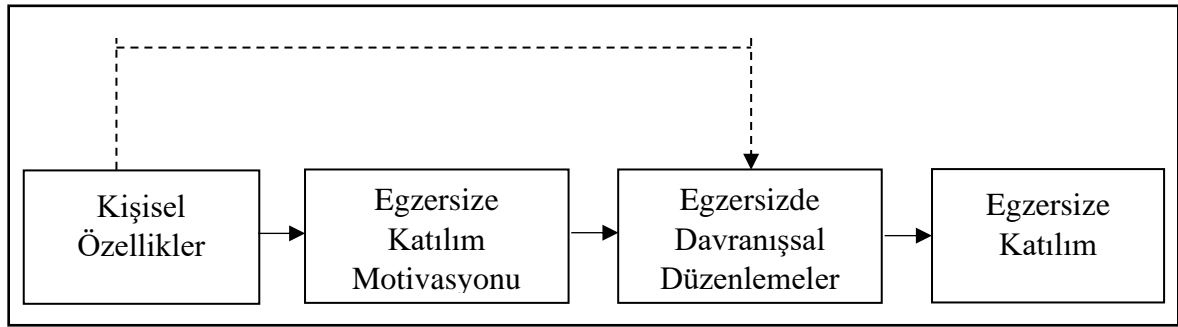 Kişisel
Özellikler
Egzersize
Katılım
Motivasyonu
Egzersizde
Davranışsal
Düzenlemeler
Egzersize
Katılım